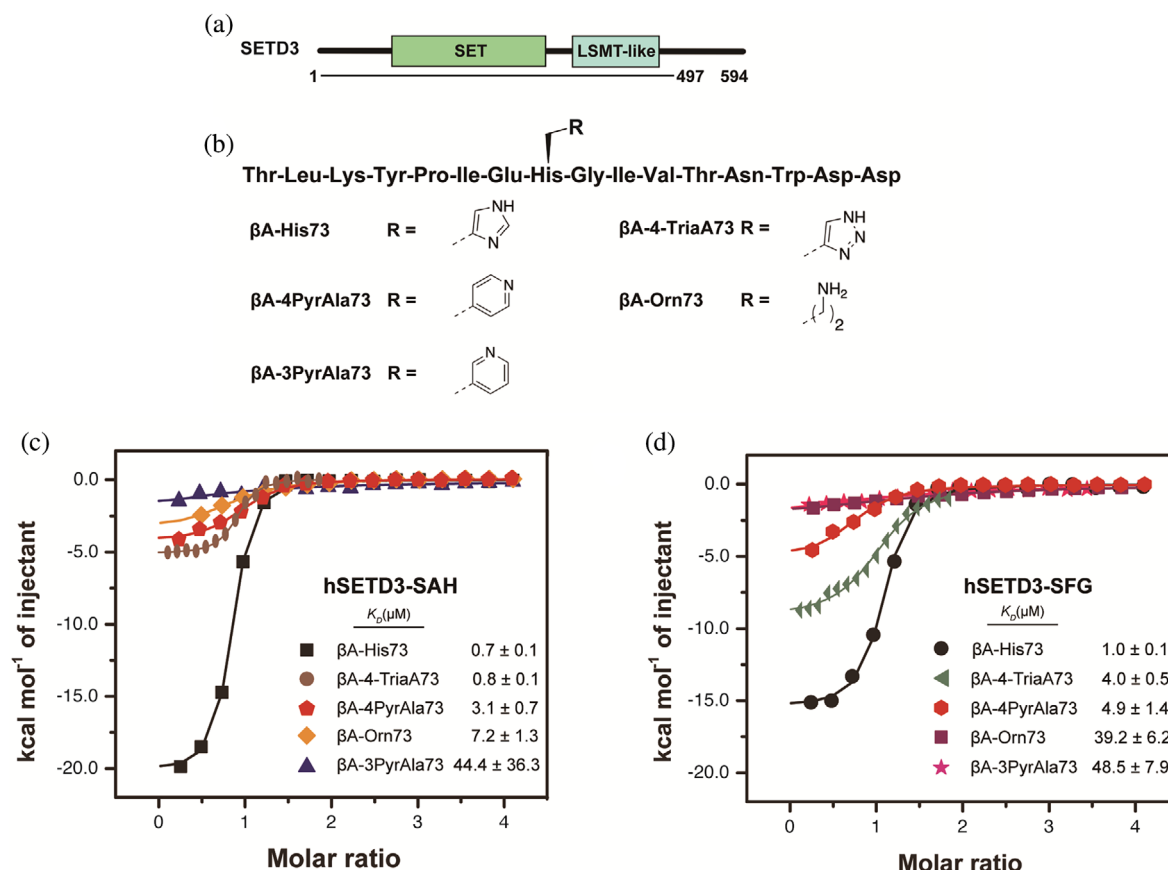 (a)
SETD3
SET
LSMT-like
1
497
594
(b)
R
Thr-Leu-Lys-Tyr-Pro-Ile-Glu-His-Gly-Ile-Val-Thr-Asn-Trp-Asp-Asp
βA-His73 R = NH N
βA-4-TriaA73 R = NH N N
βA-4PyrAla73 R = N
βA-Orn73 R = NH2 ( )2
βA-3PyrAla73 R = N
(c)
0.0
-5.0
-10.0
-15.0
-20.0
kcal mol-1 of injectant
hSETD3-SAH
KD(µM)
βA-His73 0.7 ± 0.1
βA-4-TriaA73 0.8 ± 0.1
βA-4PyrAla73 3.1 ± 0.7
βA-Orn73 7.2 ± 1.3
βA-3PyrAla73 44.4 ± 36.3
0 1 2 3 4
Molar ratio
(d)
0.0
-5.0
-10.0
-15.0
-20.0
kcal mol-1 of injectant
hSETD3-SFG
KD(µM)
βA-His73 1.0 ± 0.1
βA-4-TriaA73 4.0 ± 0.5
βA-4PyrAla73 4.9 ± 1.4
βA-Orn73 39.2 ± 6.2
βA-3PyrAla73 48.5 ± 7.9
0 1 2 3 4
Molar ratio